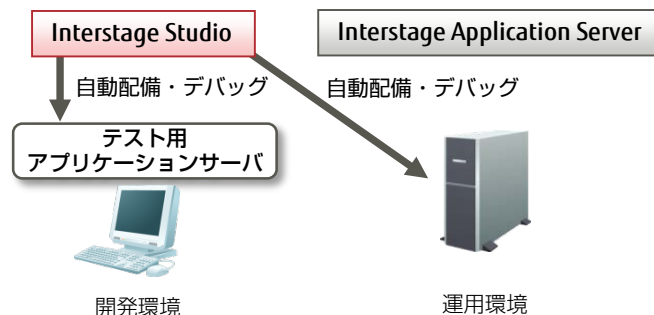 Interstage Studio
Interstage Application Server
自動配備・デバッグ
自動配備・デバッグ
テスト用
アプリケーションサーバ
開発環境
運用環境